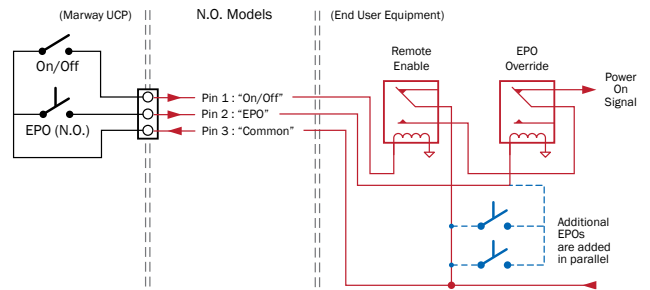 (Marway UCP)
N.O. Models
(End User Equipment)
On/Off
EPO (N.O.)
Pin 1 : “On/Off”
Pin 2 : “EPO”
Pin 3 : “Common”
Remote
Enable
EPO
Override
Power
On
Signal
Additional
EPOs
are added
in parallel